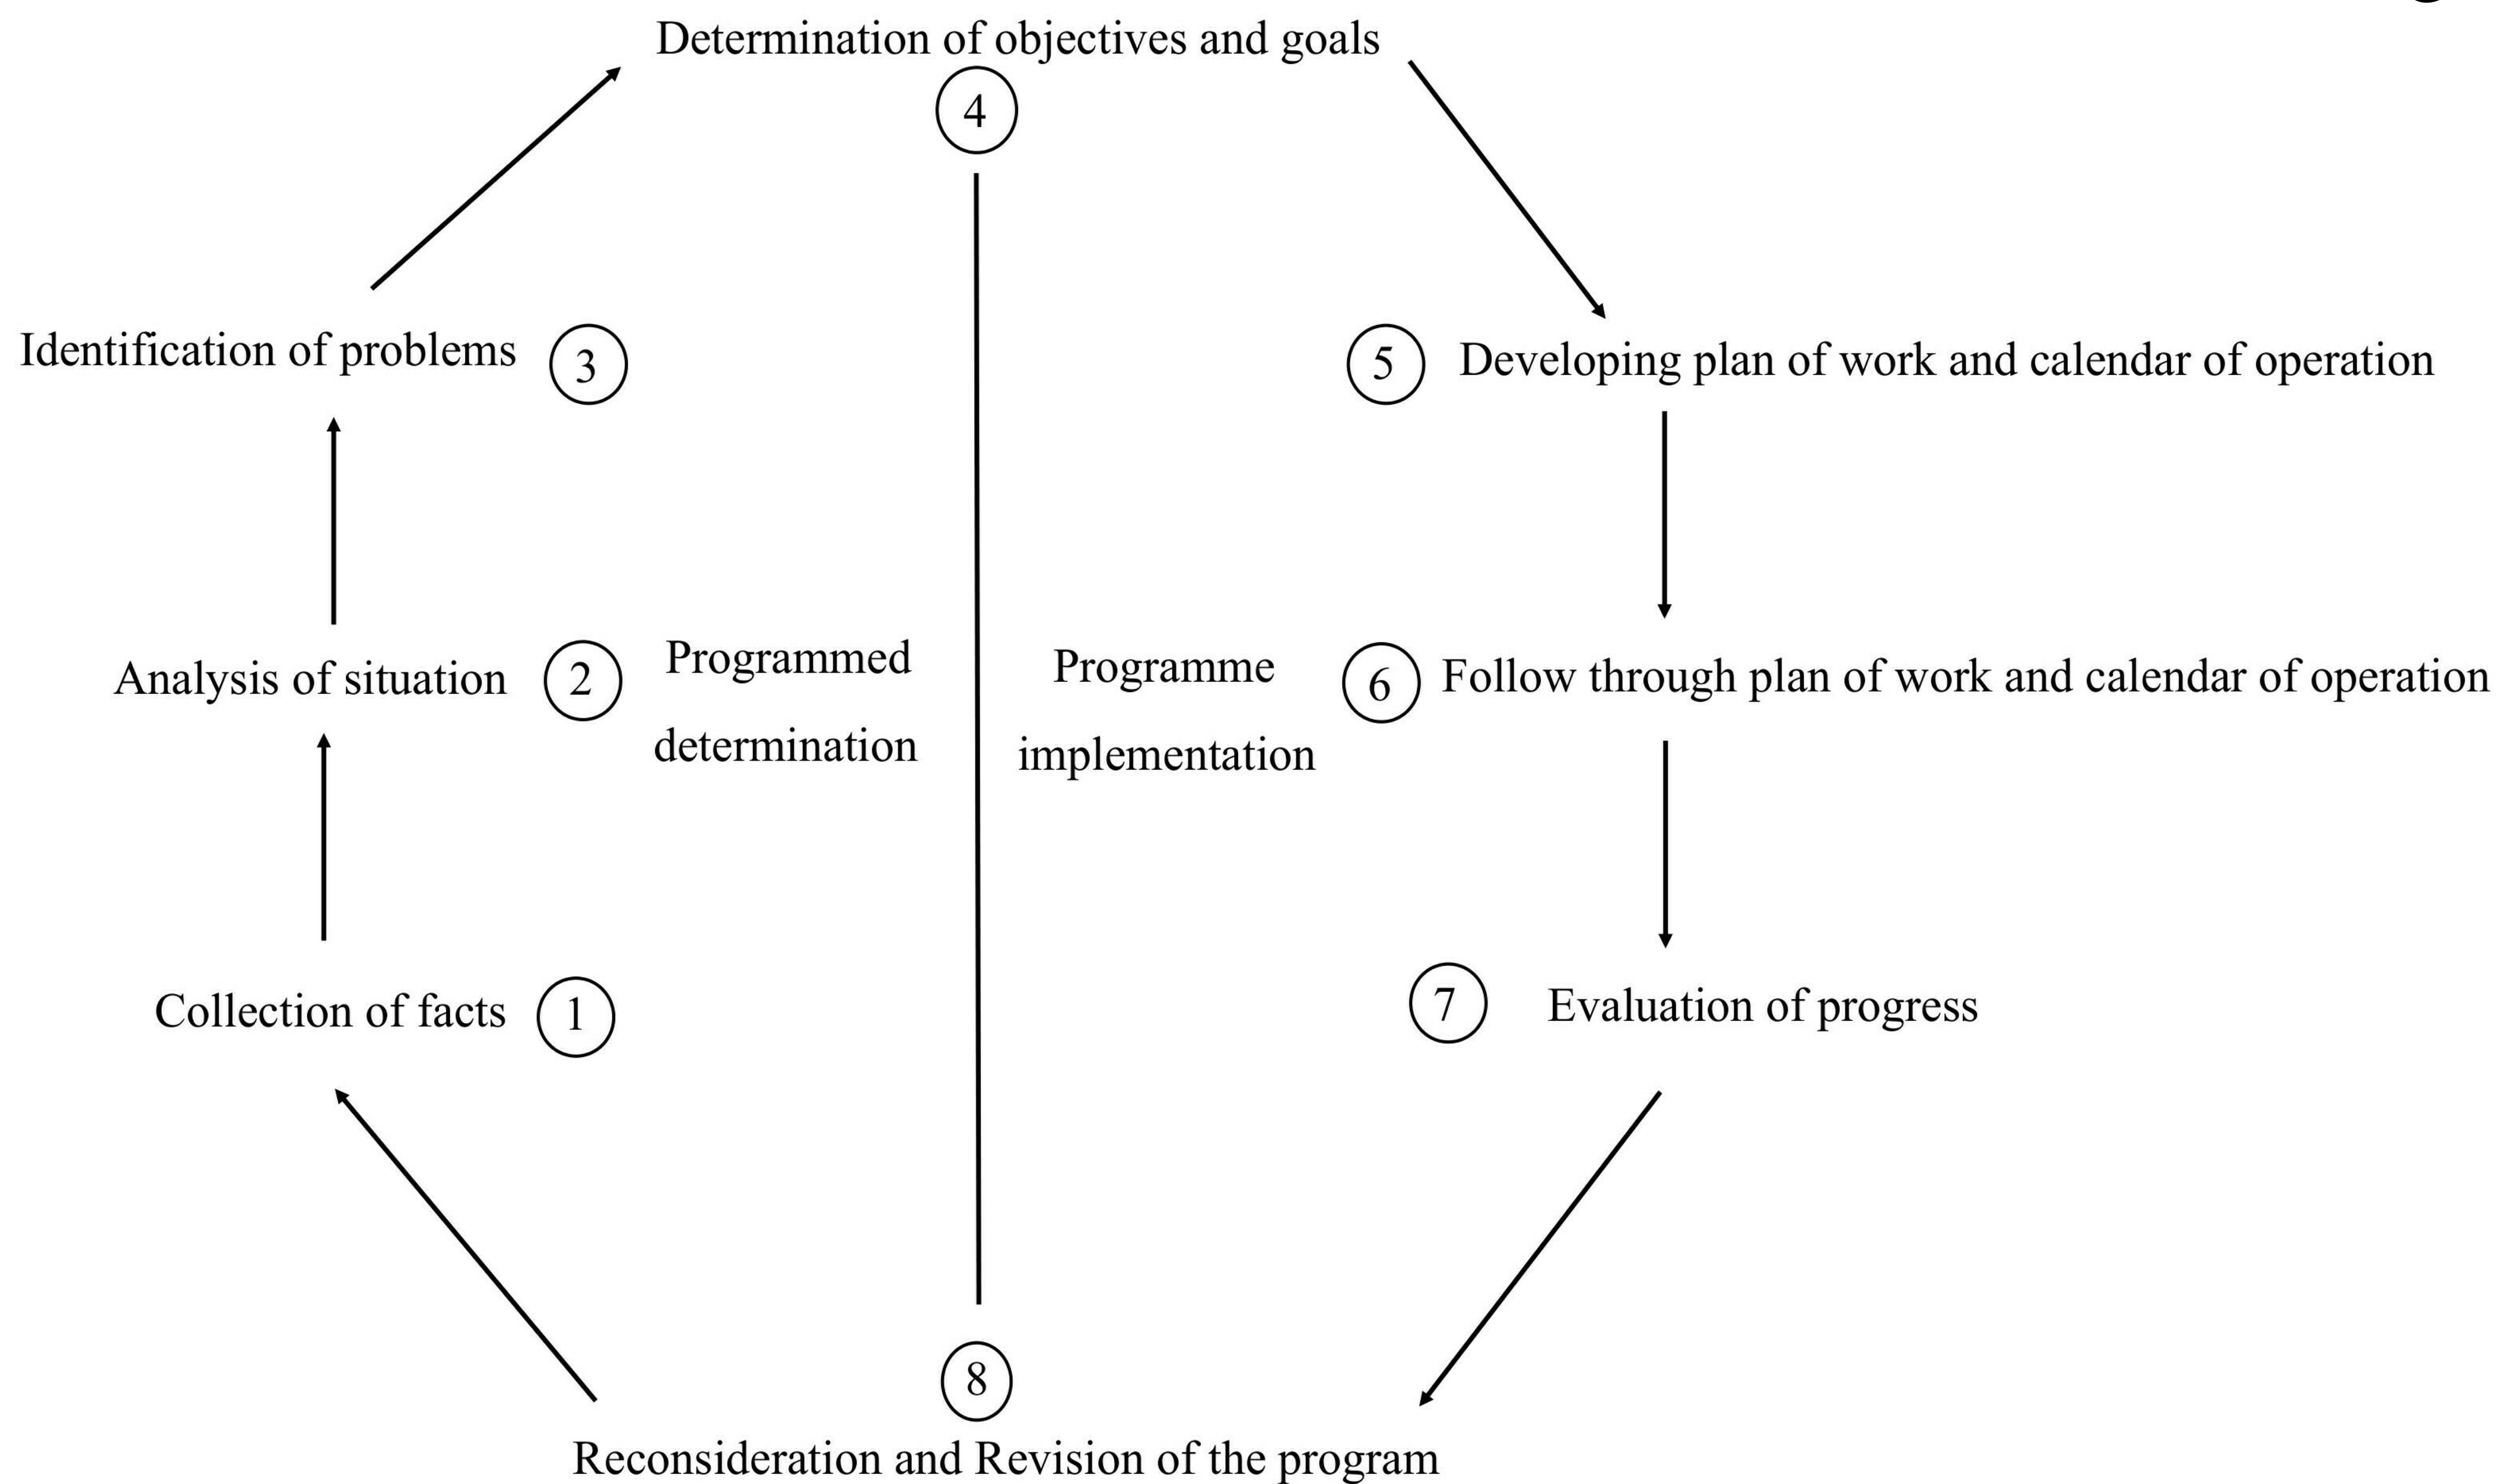 Determination of objectives and goals
4
Identification of problems
3
5
Developing plan of work and calendar of operation
Analysis of situation
2
Programmed
determination
Programme
implementation
6
Follow through plan of work and calendar of operation
Collection of facts
1
7
Evaluation of progress
8
Reconsideration and Revision of the program